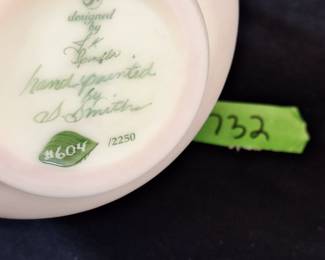 designed
by
hand painted
by
S. Smith
#604 /2250
732